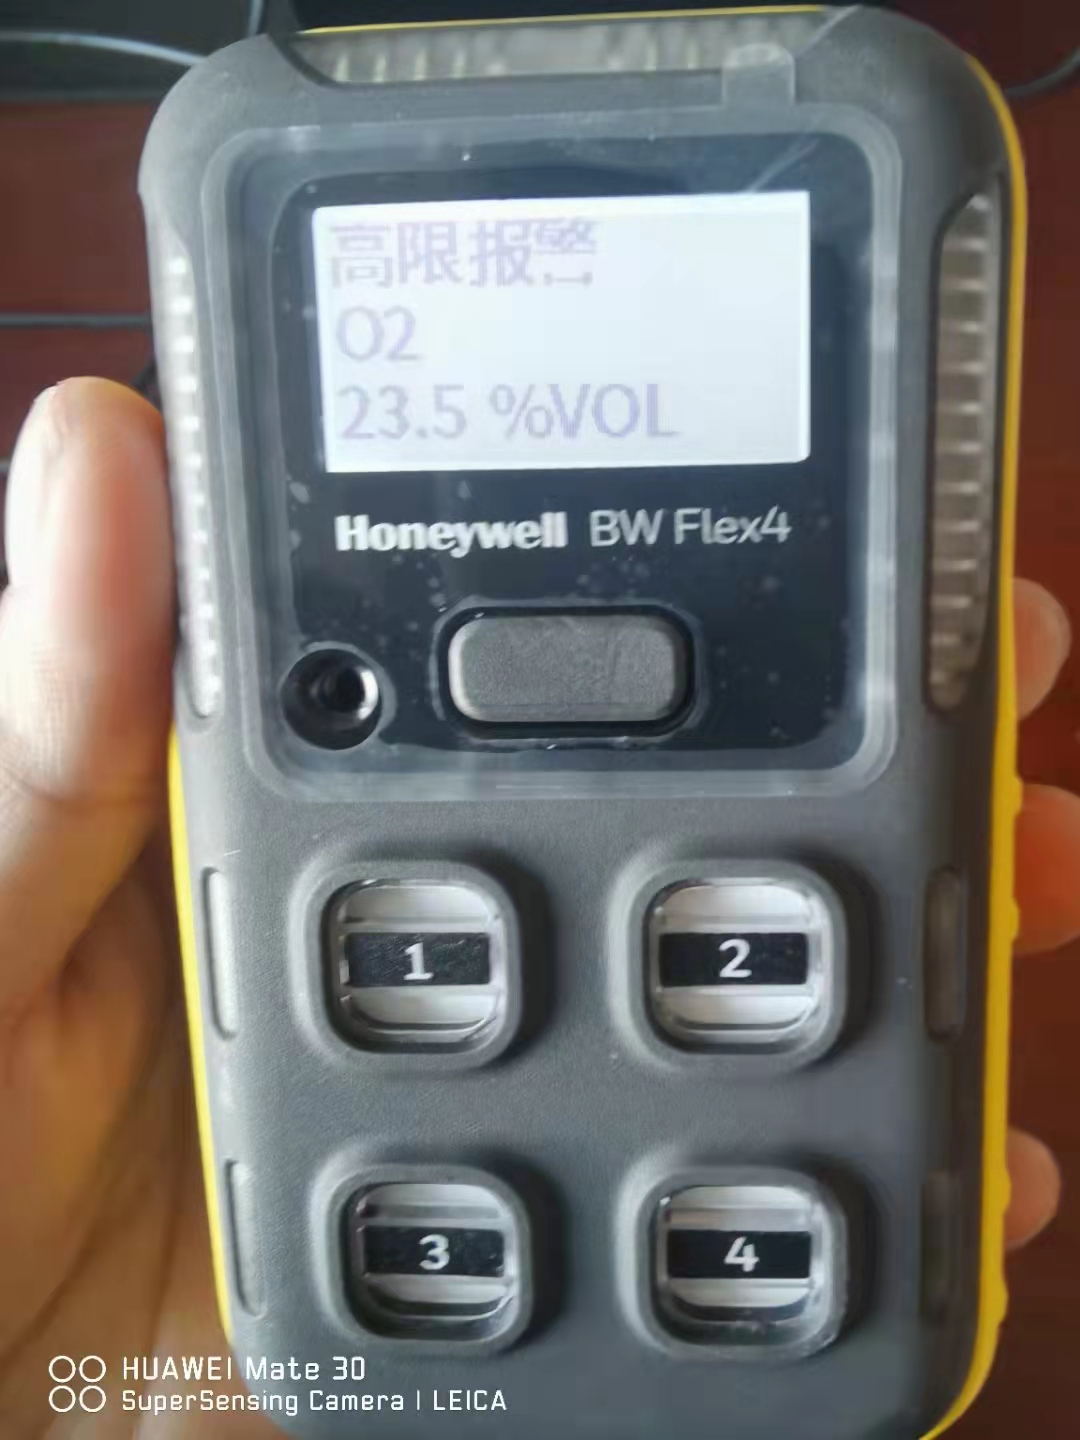 高限报警
O2
23.5 %VOL
Honeywell BW Flex4
1 2
3 4
HUAWEI Mate 30
SuperSensing Camera | LEICA